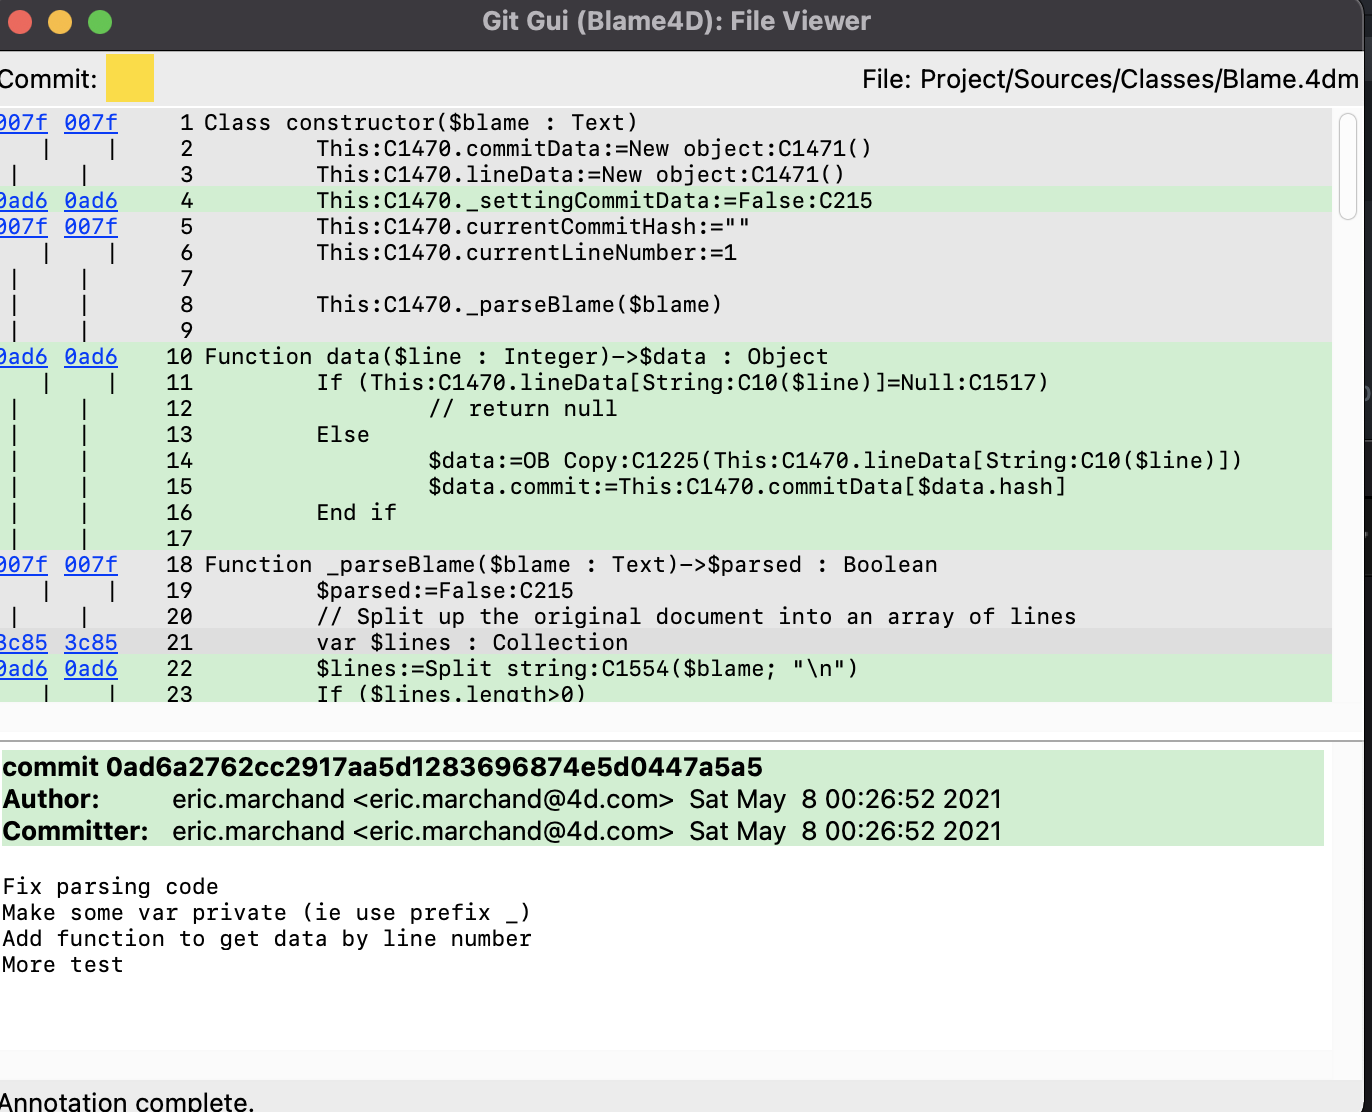 Git Gui (Blame4D): File Viewer
Commit:
File: Project/Sources/Classes/Blame.4dm
007f 007f 1 Class constructor($blame : Text)
| | 2 This:C1470.commitData:=New object:C1471()
| | 3 This:C1470.lineData:=New object:C1471()
0ad6 0ad6 4 This:C1470._settingCommitData:=False:C215
007f 007f 5 This:C1470.currentCommitHash:=""
| | 6 This:C1470.currentLineNumber:=1
| | 7
| | 8 This:C1470._parseBlame($blame)
| | 9
0ad6 0ad6 10 Function data($line : Integer)->$data : Object
| | 11 If (This:C1470.lineData[String:C10($line)]=Null:C1517)
| | 12 // return null
| | 13 Else
| | 14 $data:=OB Copy:C1225(This:C1470.lineData[String:C10($line)])
| | 15 $data.commit:=This:C1470.commitData[$data.hash]
| | 16 End if
| | 17
007f 007f 18 Function _parseBlame($blame : Text)->$parsed : Boolean
| | 19 $parsed:=False:C215
| | 20 // Split up the original document into an array of lines
3c85 3c85 21 var $lines : Collection
0ad6 0ad6 22 $lines:=Split string:C1554($blame; "\n")
| | 23 If ($lines.length>0)
commit 0ad6a2762cc2917aa5d1283696874e5d0447a5a5
Author: eric.marchand <eric.marchand@4d.com> Sat May 8 00:26:52 2021
Committer: eric.marchand <eric.marchand@4d.com> Sat May 8 00:26:52 2021
Fix parsing code
Make some var private (ie use prefix _)
Add function to get data by line number
More test
Annotation complete.